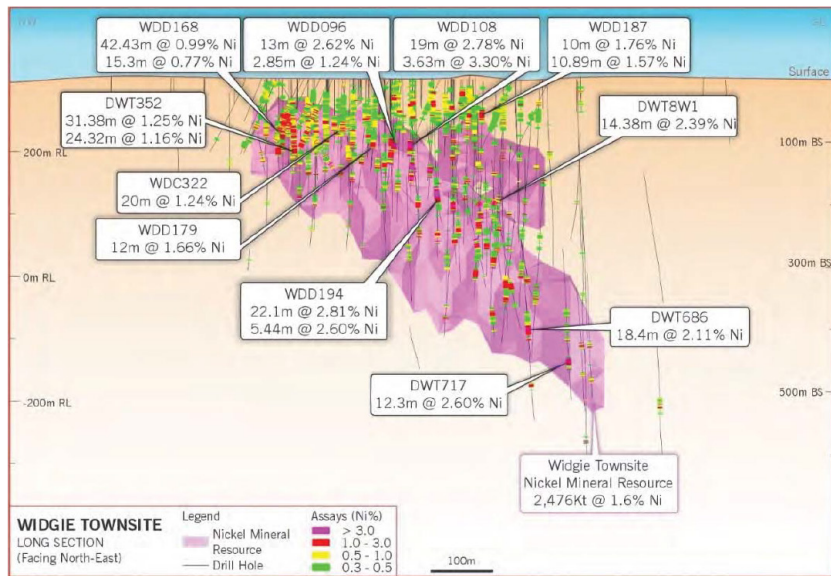 NW
WDD168
42.43m @ 0.99% Ni
15.3m @ 0.77% Ni
WDD096
13m @ 2.62% Ni
2.85m @ 1.24% Ni
WDD108
19m @ 2.78% Ni
3.63m @ 3.30% Ni
WDD187
10m @ 1.76% Ni
10.89m @ 1.57% Ni
Surface
DWT352
31.38m @ 1.25% Ni
24.32m @ 1.16% Ni
DWT8W1
14.38m @ 2.39% Ni
200m RL
100m BS
WDC322
20m @ 1.24% Ni
WDD179
12m @ 1.66% Ni
0m RL
300m BS
WDD194
22.1m @ 2.81% Ni
5.44m @ 2.60% Ni
DWT686
18.4m @ 2.11% Ni
DWT717
12.3m @ 2.60% Ni
-200m RL
500m BS
Widgie Townsite
Nickel Mineral Resource
2,476Kt @ 1.6% Ni
WIDGIE TOWNSITE
LONG SECTION
(Facing North-East)
Legend
Nickel Mineral
Resource
Drill Hole
Assays (Ni%)
> 3.0
1.0 - 3.0
0.5 - 1.0
0.3 - 0.5
100m